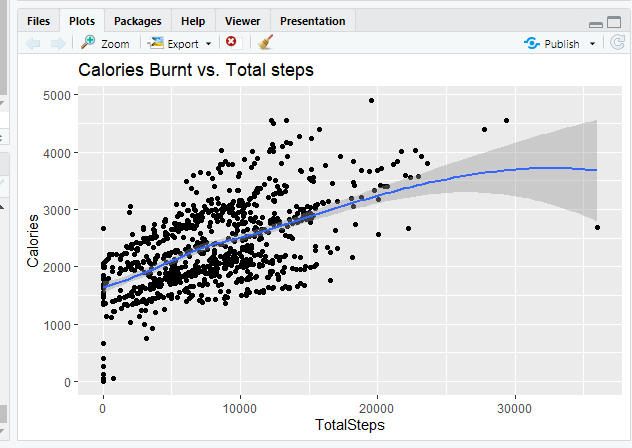 Files Plots Packages Help Viewer Presentation
Zoom Export Publish
Calories Burnt vs. Total steps
5000
4000
3000
2000
1000
0
Calories
0 10000 20000 30000
TotalSteps